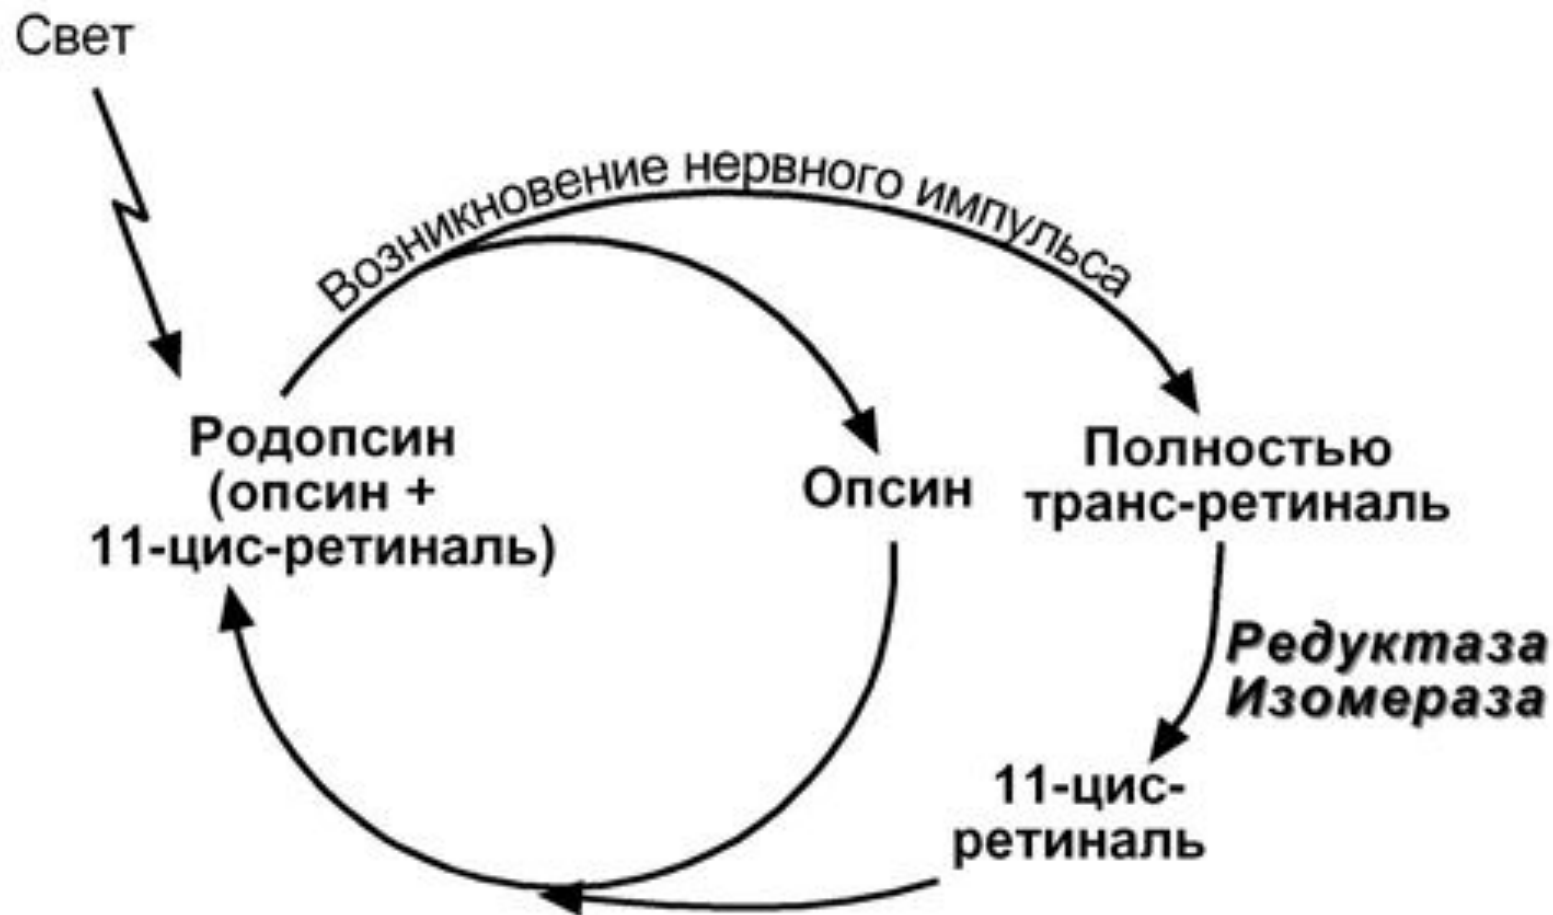 Свет
Возникновение нервного импульса
Родопсин
(опсин +
11-цис-ретиналь)
Опсин
Полностью
транс-ретиналь
Редуктаза
Изомераза
11-цис-
ретиналь